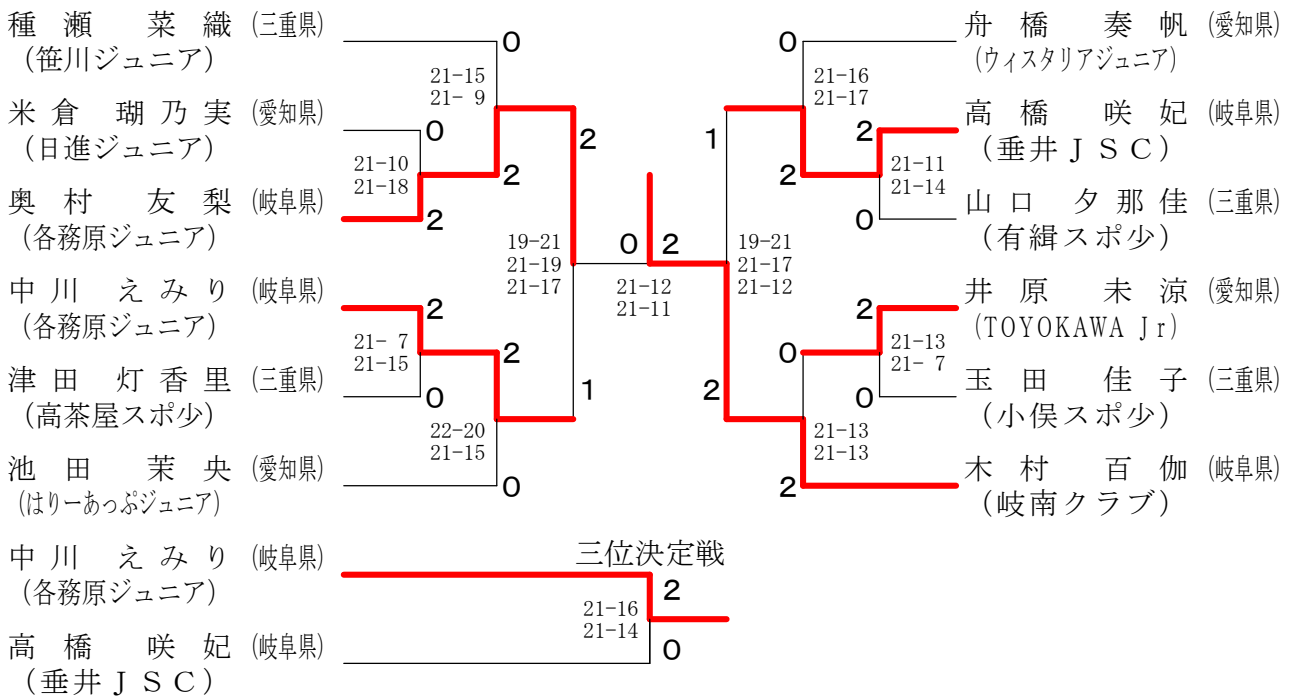 種瀬 菜織 (三重県)
(笹川ジュニア)
0
21-15
21- 9
米倉 瑚乃実 (愛知県)
(日進ジュニア)
0
21-10
21-18
2
2
奥村 友梨 (岐阜県)
(各務原ジュニア)
2
19-21
21-19
21-17
中川 えみり (岐阜県)
(各務原ジュニア)
2
21- 7
21-15
2
1
津田 灯香里 (三重県)
(高茶屋スポ少)
0
22-20
21-15
池田 茉央 (愛知県)
(はりーあっぷジュニア)
0
0
2
21-12
21-11
舟橋 奏帆 (愛知県)
(ウィスタリアジュニア)
0
21-16
21-17
高橋 咲妃 (岐阜県)
(垂井ＪＳＣ)
2
1
21-11
21-14
2
山口 夕那佳 (三重県)
(有緝スポ少)
0
19-21
21-17
21-12
井原 未涼 (愛知県)
(TOYOKAWA Jr)
2
21-13
21- 7
0
2
玉田 佳子 (三重県)
(小俣スポ少)
0
21-13
21-13
木村 百伽 (岐阜県)
(岐南クラブ)
2
三位決定戦
中川 えみり (岐阜県)
(各務原ジュニア)
2
21-16
21-14
高橋 咲妃 (岐阜県)
(垂井ＪＳＣ)
0